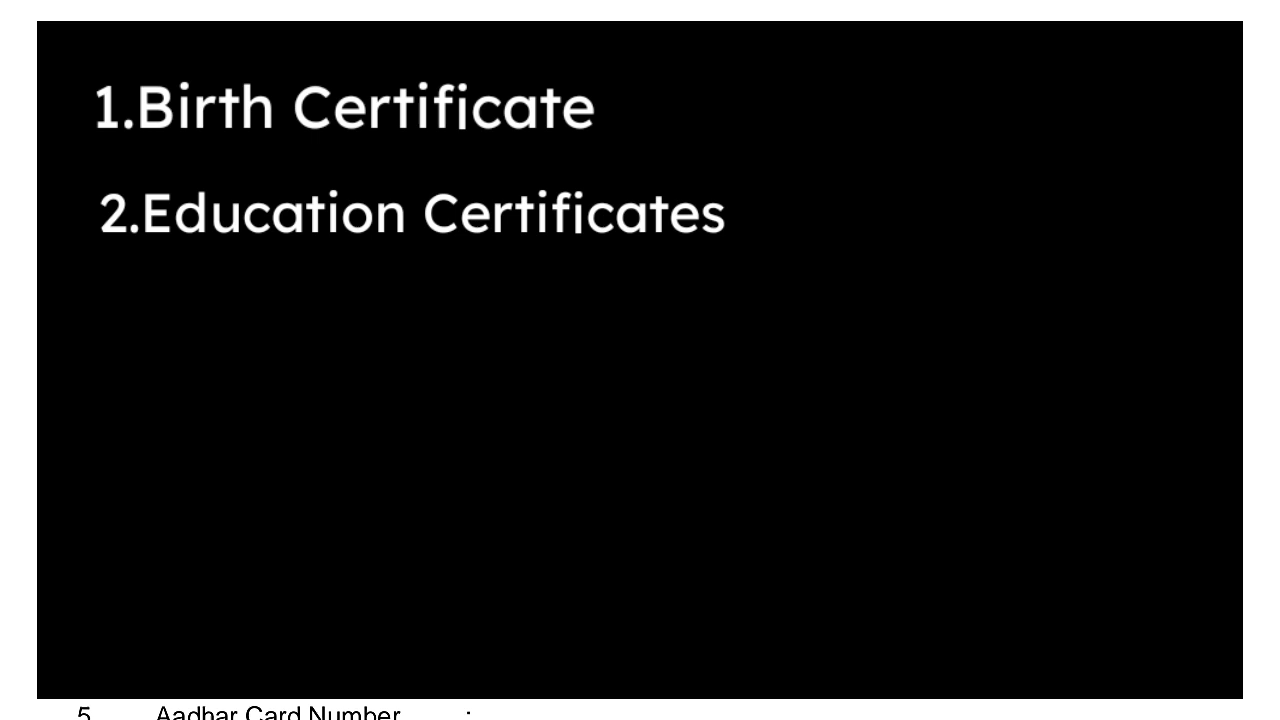 1.Birth Certificate
2.Education Certificates
5. Aadhar Card Number :